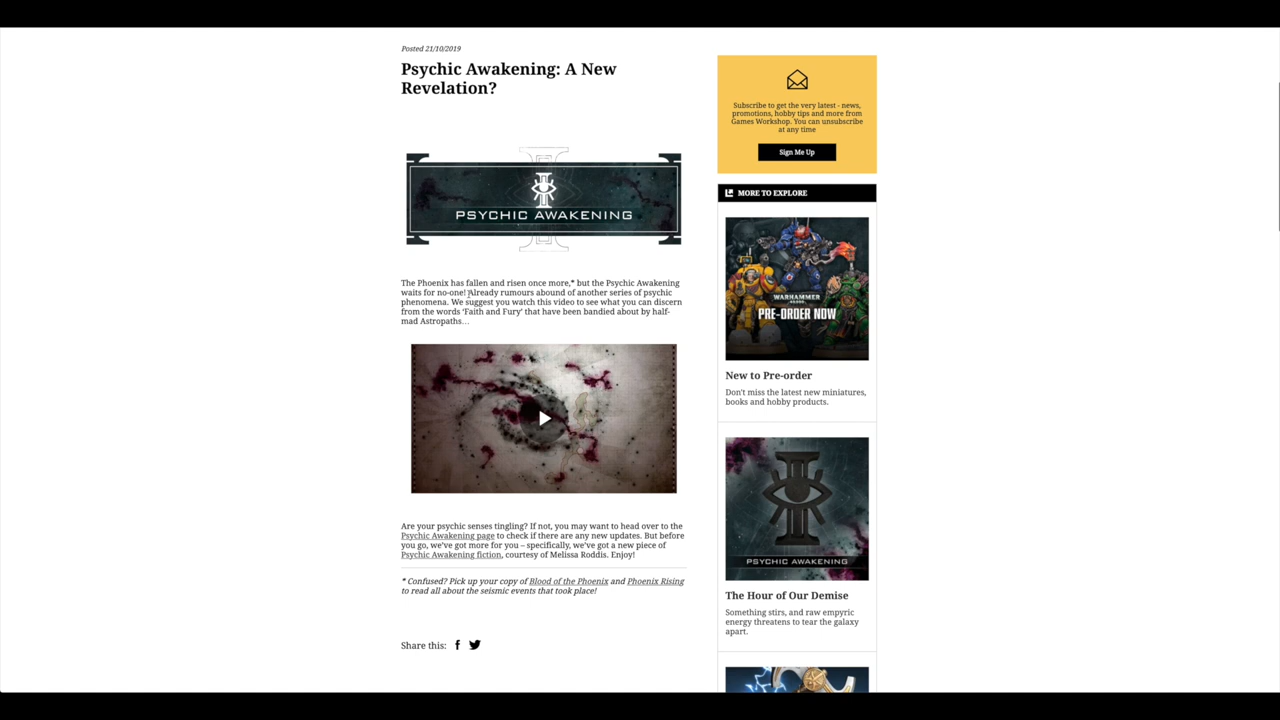 Posted 21/10/2019
Psychic Awakening: A New
Revelation?
PSYCHIC AWAKENING
The Phoenix has fallen and risen once more,* but the Psychic Awakening
waits for no-one! Already rumours abound of another series of psychic
phenomena. We suggest you watch this video to see what you can discern
from the words ‘Faith and Fury’ that have been bandied about by half-
mad Astropaths…
Are your psychic senses tingling? If not, you may want to head over to the
Psychic Awakening page to check if there are any new updates. But before
you go, we’ve got more for you – specifically, we’ve got a new piece of
Psychic Awakening fiction, courtesy of Melissa Roddis. Enjoy!
* Confused? Pick up your copy of Blood of the Phoenix and Phoenix Rising
to read all about the seismic events that took place!
Share this:
Subscribe to get the very latest - news,
promotions, hobby tips and more from
Games Workshop. You can unsubscribe
at any time
Sign Me Up
MORE TO EXPLORE
WARHAMMER
40,000
PRE-ORDER NOW
New to Pre-order
Don't miss the latest new miniatures,
books and hobby products.
PSYCHIC AWAKENING
The Hour of Our Demise
Something stirs, and raw empyric
energy threatens to tear the galaxy
apart.